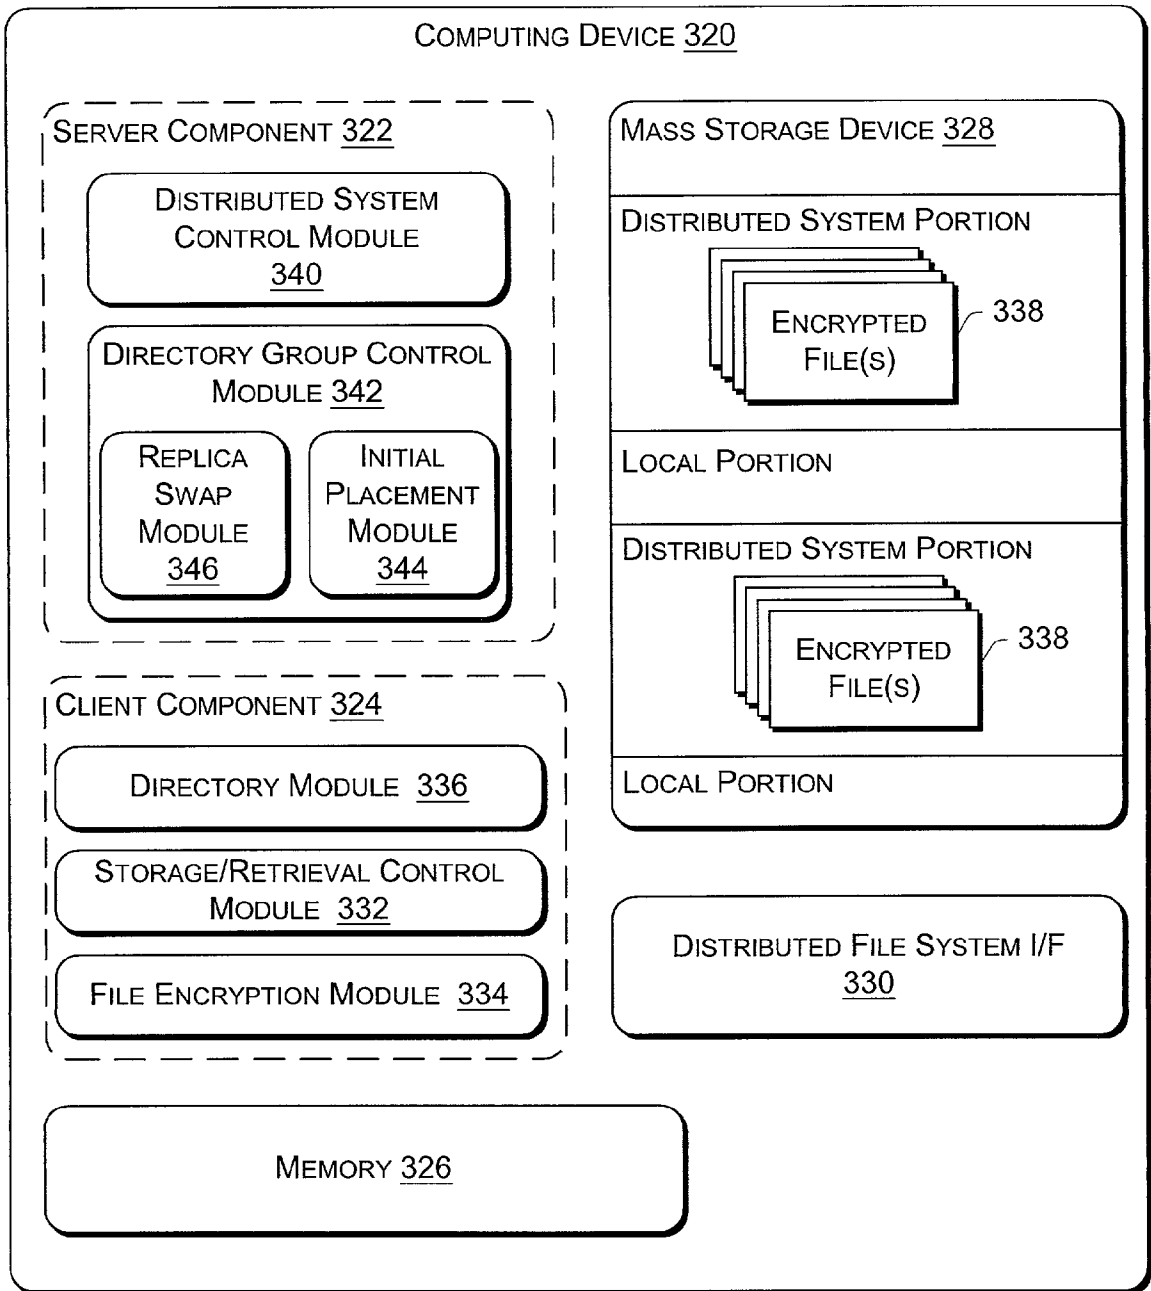 COMPUTING DEVICE 320
SERVER COMPONENT 322
DISTRIBUTED SYSTEM
CONTROL MODULE
340
DIRECTORY GROUP CONTROL
MODULE 342
REPLICA
SWAP
MODULE
346
INITIAL
PLACEMENT
MODULE
344
CLIENT COMPONENT 324
DIRECTORY MODULE 336
STORAGE/RETRIEVAL CONTROL
MODULE 332
FILE ENCRYPTION MODULE 334
MEMORY 326
MASS STORAGE DEVICE 328
DISTRIBUTED SYSTEM PORTION
ENCRYPTED
FILE(S)
338
LOCAL PORTION
DISTRIBUTED SYSTEM PORTION
ENCRYPTED
FILE(S)
338
LOCAL PORTION
DISTRIBUTED FILE SYSTEM I/F
330